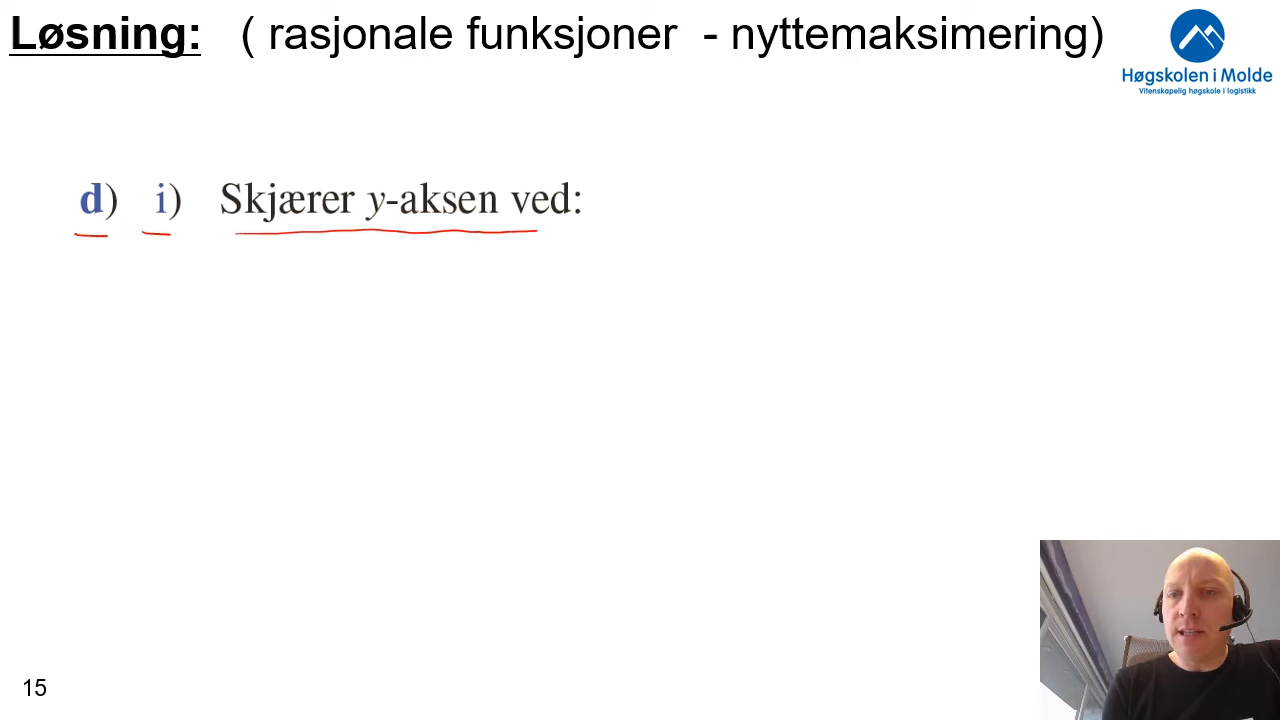 Løsning: ( rasjonale funksjoner - nyttemaksimering)
Høgskolen i Molde
Vitenskapelig høgskole i logistikk
d) i) Skjærer y-aksen ved:
15